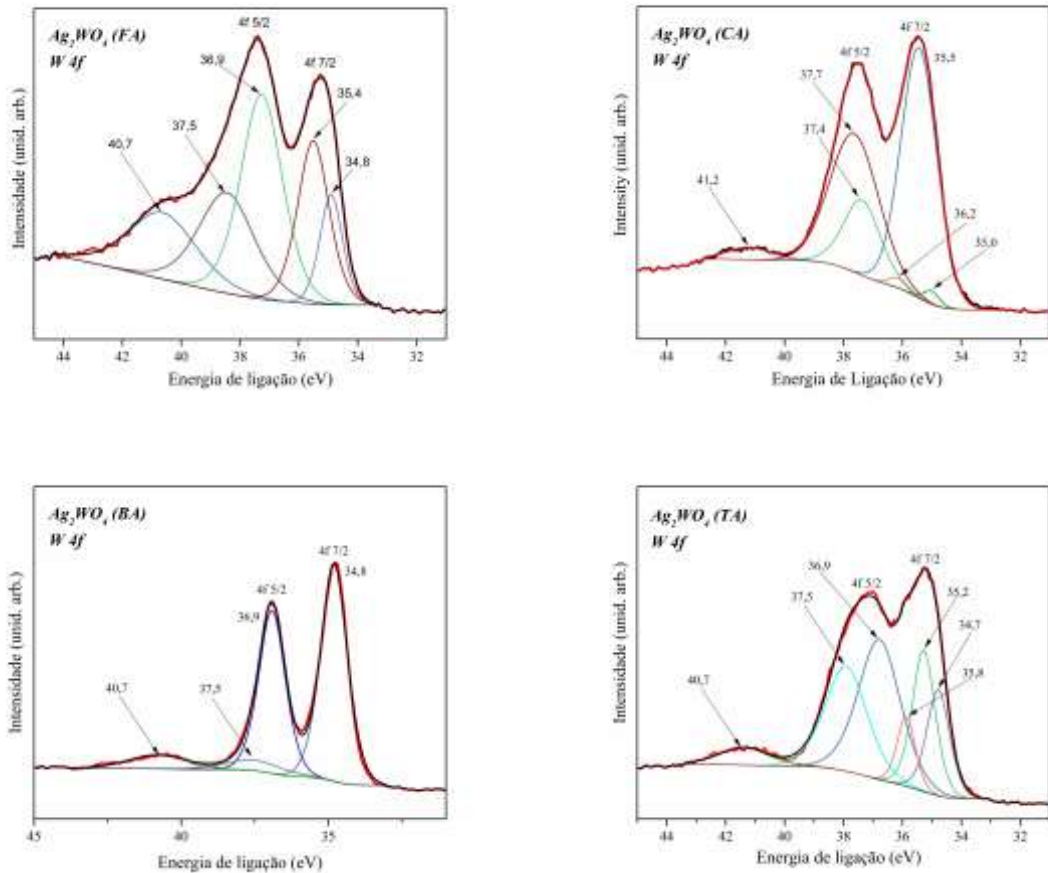 Ag₂WO₄ (FA)
W 4f
4f 5/2
36,9
4f 7/2
35,4
37,5
40,7
34,8
Intensidade (unid. arb.)
44 42 40 38 36 34 32
Energia de ligação (eV)
Ag₂WO₄ (CA)
W 4f
4f 7/2
4f 5/2
35,5
37,7
37,4
41,2
36,2
35,0
Intensity (unid. arb.)
44 42 40 38 36 34 32
Energia de Ligação (eV)
Ag₂WO₄ (BA)
W 4f
4f 7/2
34,8
4f 5/2
36,9
40,7
37,5
Intensidade (unid. arb.)
45 40 35
Energia de ligação (eV)
Ag₂WO₄ (TA)
W 4f
36,9
4f 5/2
4f 7/2
37,5
35,2
34,7
40,7
35,8
Intensidade (unid. arb.)
44 42 40 38 36 34 32
Energia de ligação (eV)